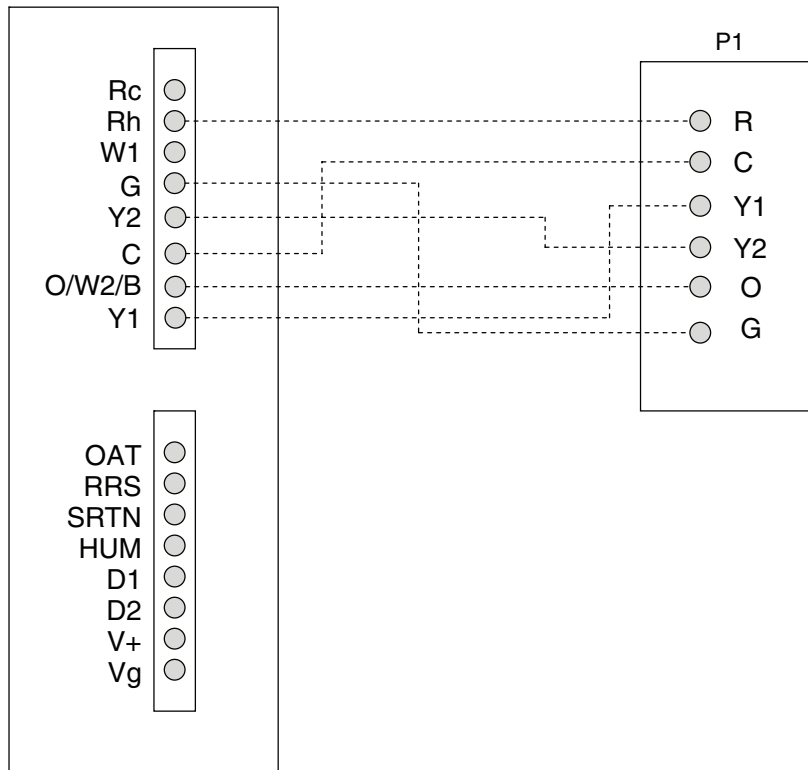 Rc
Rh
W1
G
Y2
C
O/W2/B
Y1
OAT
RRS
SRTN
HUM
D1
D2
V+
Vg
P1
R
C
Y1
Y2
O
G